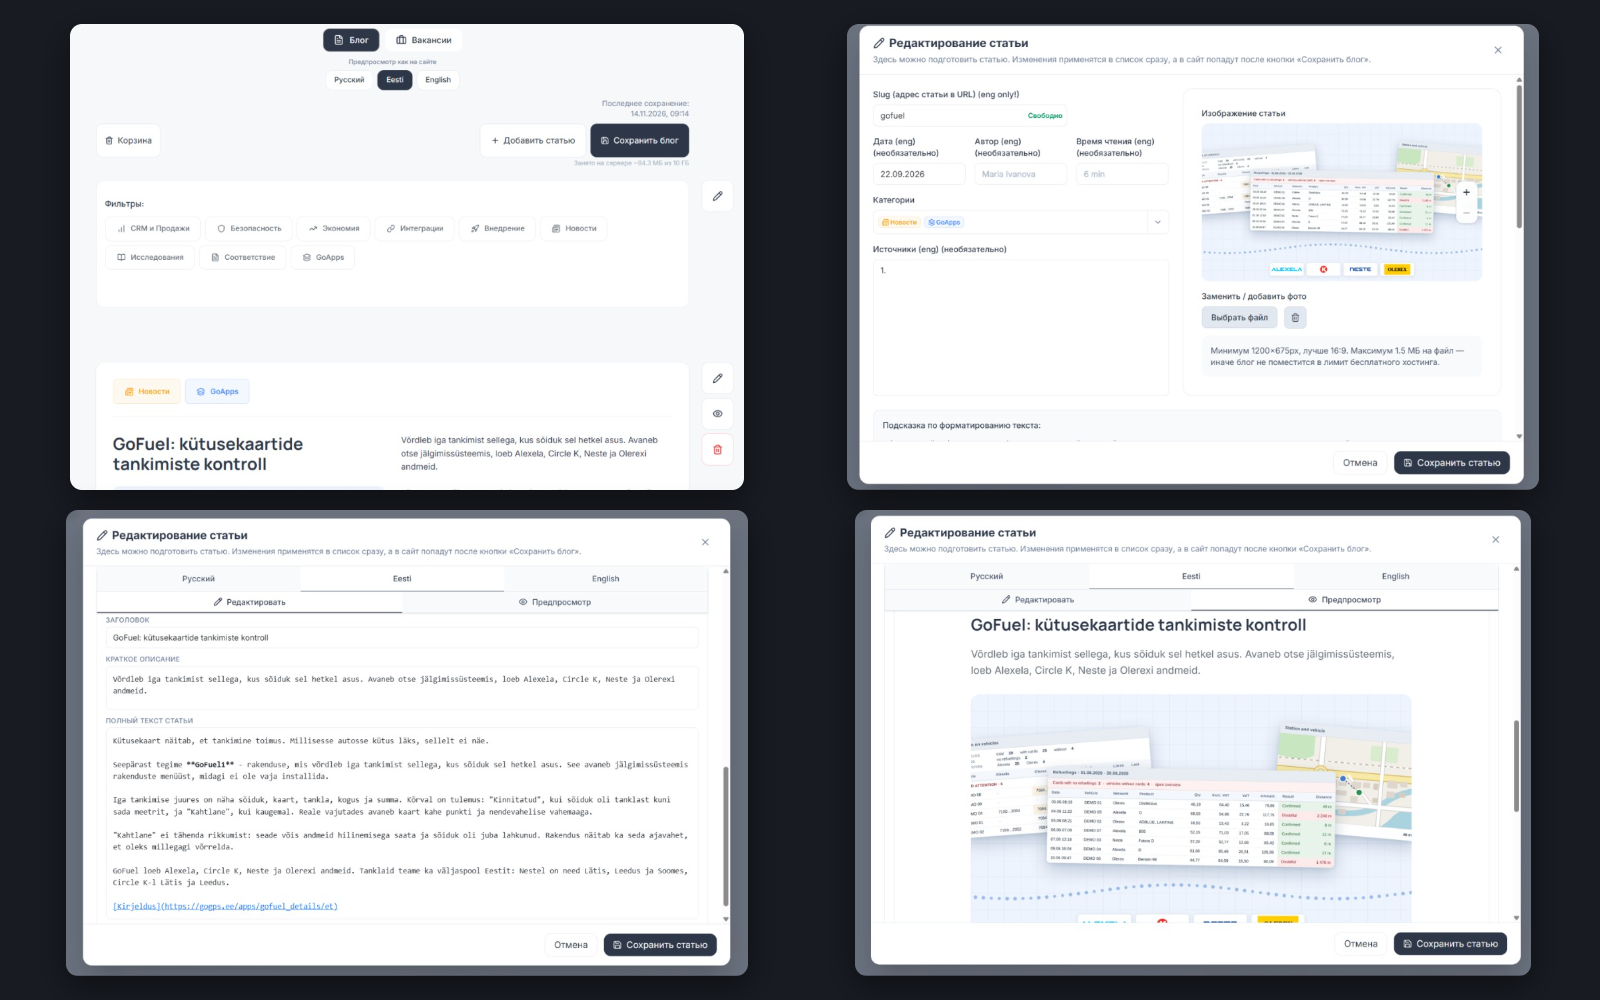 Блог
Вакансии
Предпросмотр как на сайте
Русский
Eesti
English
Последнее сохранение:
14.11.2026, 09:14
Корзина
+ Добавить статью
Сохранить блог
Занято на сервере ~84.3 МБ из 10 ГБ
Фильтры:
CRM и Продажи
Безопасность
Экономия
Интеграции
Внедрение
Новости
Исследования
Соответствие
GoApps
Новости
GoApps
GoFuel: kütusekaartide
tankimiste kontroll
Võrdleb iga tankimist sellega, kus sõiduk sel hetkel asus. Avaneb
otse jälgimissüsteemis, loeb Alexela, Circle K, Neste ja Olerexi
andmeid.
Редактирование статьи
Здесь можно подготовить статью. Изменения применятся в список сразу, а в сайт попадут после кнопки «Сохранить блог».
Slug (адрес статьи в URL) (eng only!)
gofuel
Свободно
Дата (eng)
(необязательно)
Автор (eng)
(необязательно)
Время чтения (eng)
(необязательно)
22.09.2026
Maria Ivanova
6 min
Категории
Новости
GoApps
Источники (eng) (необязательно)
1.
Изображение статьи
ALEXELA
K
NESTE
OLEREX
Заменить / добавить фото
Выбрать файл
Минимум 1200×675px, лучше 16:9. Максимум 1.5 МБ на файл —
иначе блог не поместится в лимит бесплатного хостинга.
Подсказка по форматированию текста:
Отмена
Сохранить статью
Редактирование статьи
Здесь можно подготовить статью. Изменения применятся в список сразу, а в сайт попадут после кнопки «Сохранить блог».
Русский
Eesti
English
Редактировать
Предпросмотр
ЗАГОЛОВОК
GoFuel: kütusekaartide tankimiste kontroll
КРАТКОЕ ОПИСАНИЕ
Võrdleb iga tankimist sellega, kus sõiduk sel hetkel asus. Avaneb otse jälgimissüsteemis, loeb Alexela, Circle K, Neste ja Olerexi
andmeid.
ПОЛНЫЙ ТЕКСТ СТАТЬИ
Kütusekaart näitab, et tankimine toimus. Millisesse autosse kütus läks, sellelt ei näe.
Seepärast tegime **GoFueli** - rakenduse, mis võrdleb iga tankimist sellega, kus sõiduk sel hetkel asus. See avaneb jälgimissüsteemis
rakenduste menüüst, midagi ei ole vaja installida.
Iga tankimise juures on näha sõiduk, kaart, tankla, kogus ja summa. Kõrval on tulemus: "Kinnitatud", kui sõiduk oli tanklast kuni
sada meetrit, ja "Kahtlane", kui kaugemal. Reale vajutades avaneb kaart kahe punkti ja nendevahelise vahemaaga.
"Kahtlane" ei tähenda rikkumist: seade võis andmeid hilinemisega saata ja sõiduk oli juba lahkunud. Rakendus näitab ka seda ajavahet,
et oleks millegagi võrrelda.
GoFuel loeb Alexela, Circle K, Neste ja Olerexi andmeid. Tanklaid teame ka väljaspool Eestit: Nestel on need Lätis, Leedus ja Soomes,
Circle K-l Lätis ja Leedus.
[Kirjeldus](https://gogps.ee/apps/gofuel_details/et)
Отмена
Сохранить статью
Редактирование статьи
Здесь можно подготовить статью. Изменения применятся в список сразу, а в сайт попадут после кнопки «Сохранить блог».
Русский
Eesti
English
Редактировать
Предпросмотр
GoFuel: kütusekaartide tankimiste kontroll
Võrdleb iga tankimist sellega, kus sõiduk sel hetkel asus. Avaneb otse jälgimissüsteemis,
loeb Alexela, Circle K, Neste ja Olerexi andmeid.
Station and vehicle
Отмена
Сохранить статью